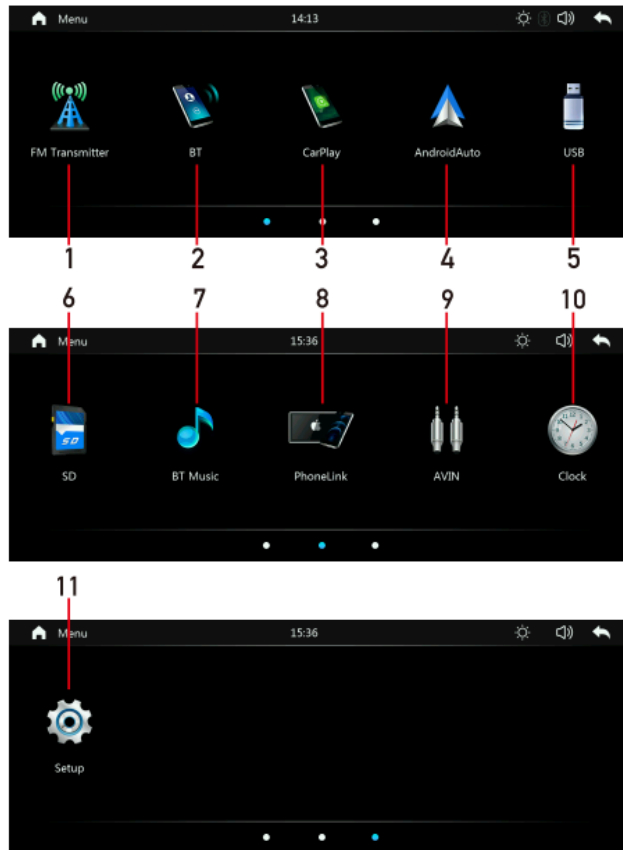 Menu 14:13
FM Transmitter BT CarPlay AndroidAuto USB
1 2 3 4 5
6 7 8 9 10
Menu 15:36
SD
SD BT Music PhoneLink AVIN Clock
11
Menu 15:36
Setup